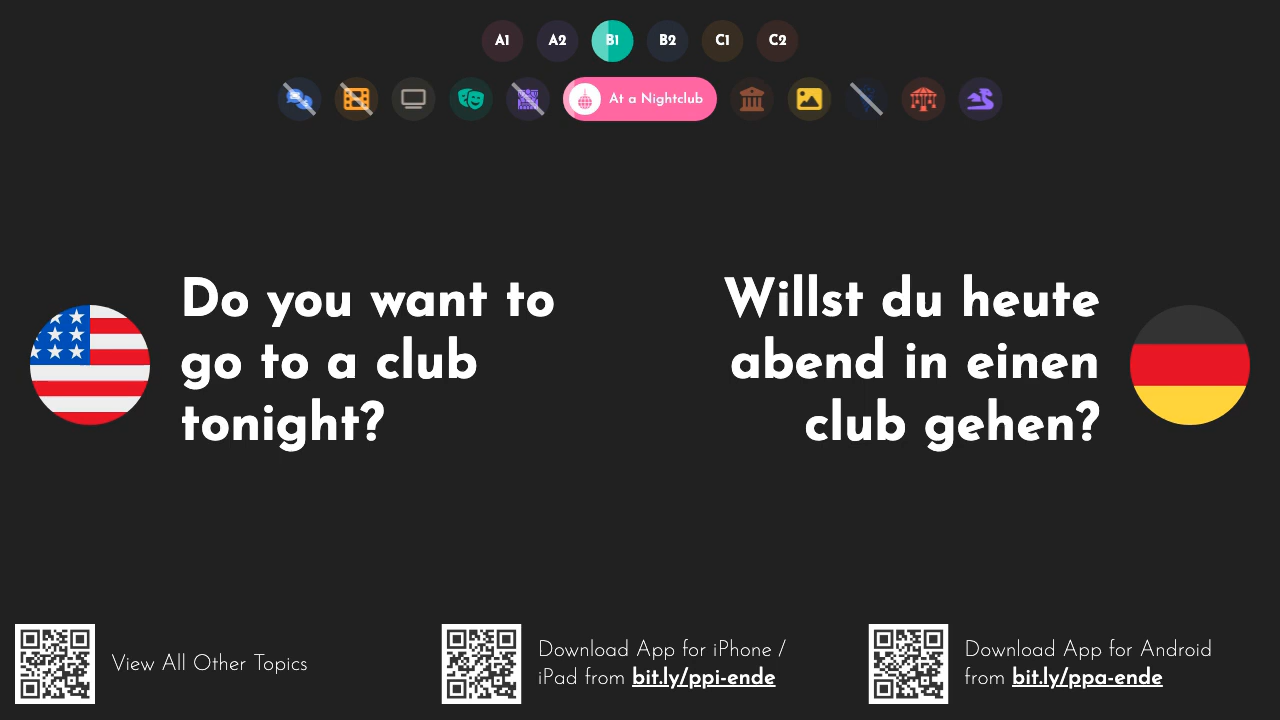 A1 A2 B1 B2 C1 C2
At a Nightclub
Do you want to
go to a club
tonight?
Willst du heute
abend in einen
club gehen?
View All Other Topics
Download App for iPhone /
iPad from bit.ly/ppi-ende
Download App for Android
from bit.ly/ppa-ende